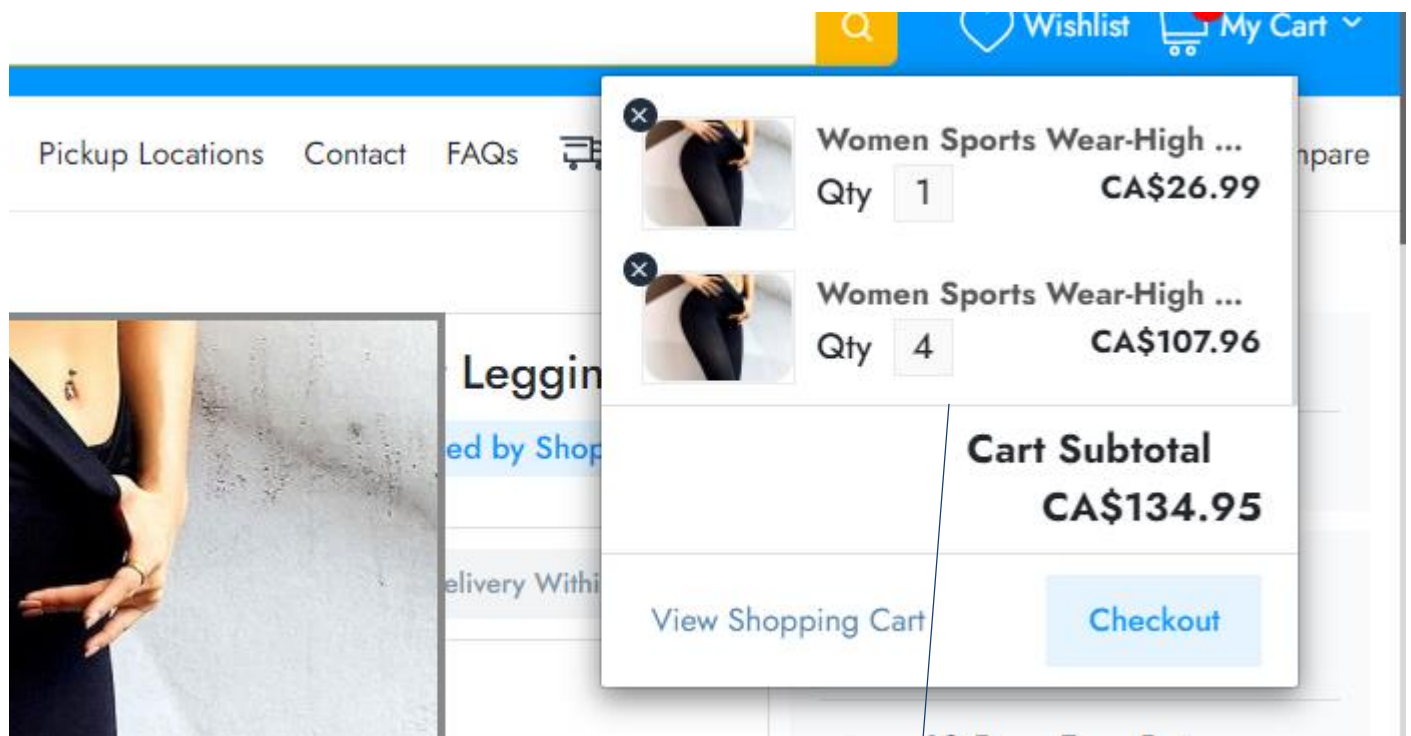 Wishlist
My Cart
Pickup Locations
Contact
FAQs
Women Sports Wear-High ...
Qty 1 CA$26.99
Women Sports Wear-High ...
Qty 4 CA$107.96
Cart Subtotal
CA$134.95
View Shopping Cart
Checkout